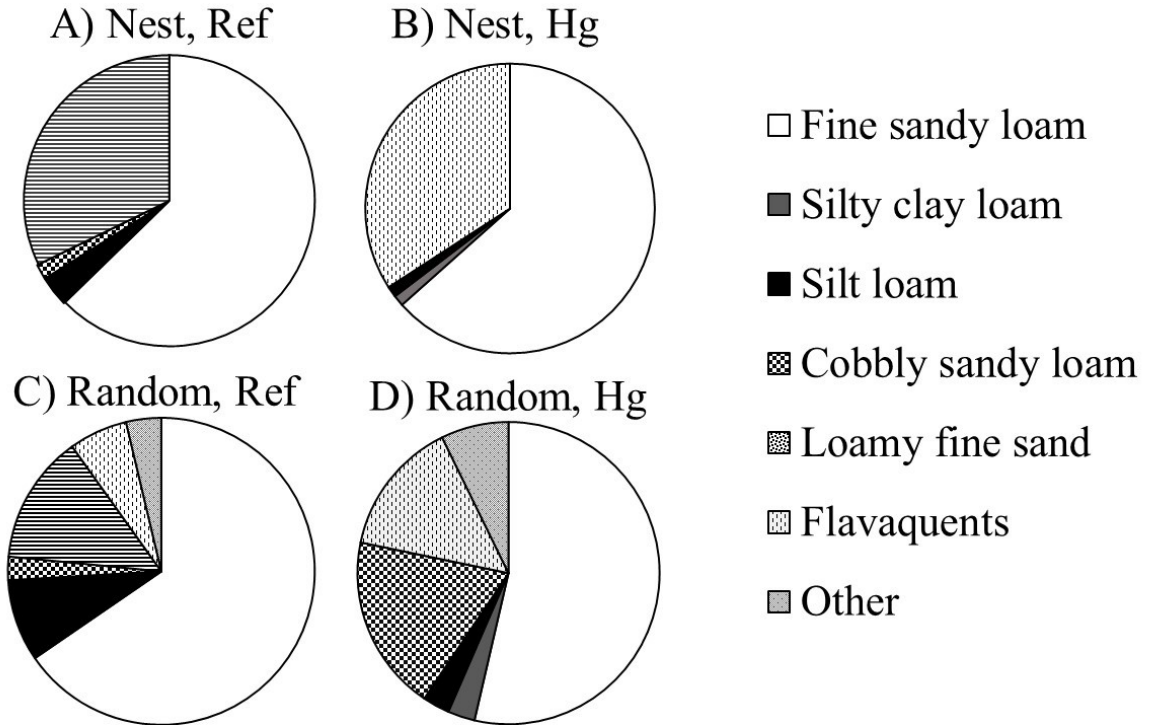 A) Nest, Ref
B) Nest, Hg
C) Random, Ref
D) Random, Hg
Fine sandy loam
Silty clay loam
Silt loam
Cobbly sandy loam
Loamy fine sand
Flavaquents
Other